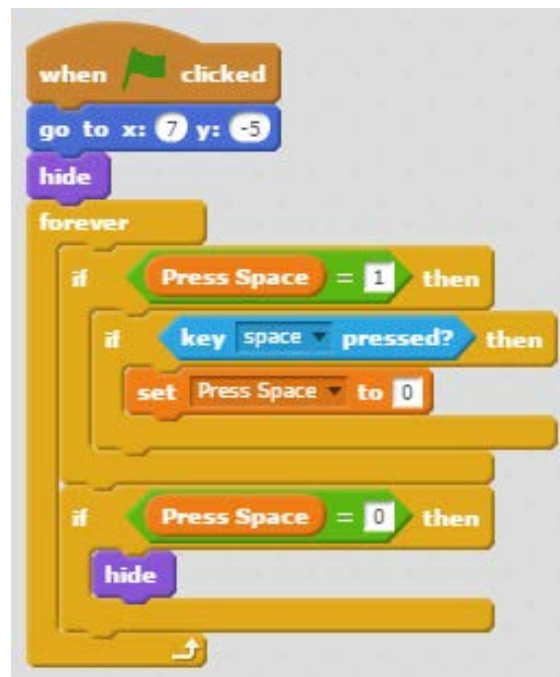 when clicked
go to x: 7 y: -5
hide
forever
if Press Space = 1 then
if key space pressed? then
set Press Space to 0
if Press Space = 0 then
hide